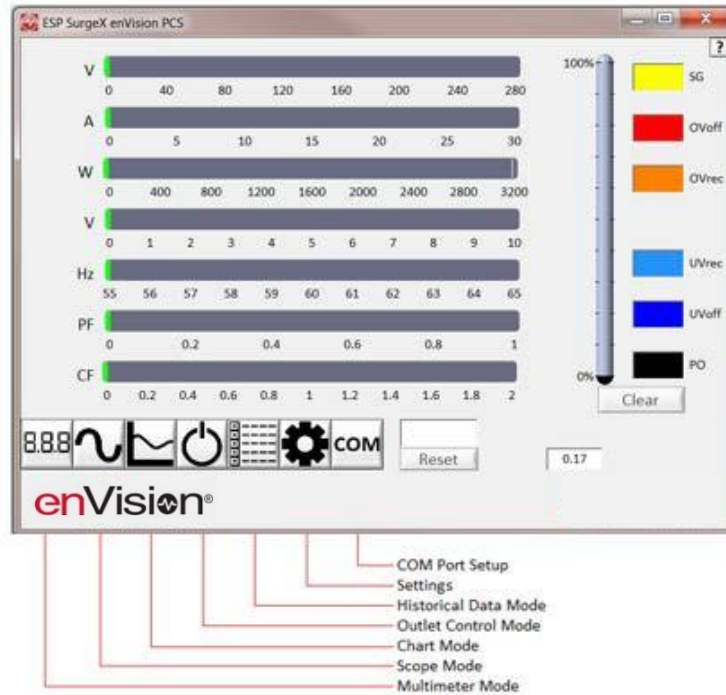 ESP SurgeX enVision PCS
?
V
0 40 80 120 160 200 240 280
A
0 5 10 15 20 25 30
W
0 400 800 1200 1600 2000 2400 2800 3200
V
0 1 2 3 4 5 6 7 8 9 10
Hz
55 56 57 58 59 60 61 62 63 64 65
PF
0 0.2 0.4 0.6 0.8 1
CF
0 0.2 0.4 0.6 0.8 1 1.2 1.4 1.6 1.8 2
100%
0%
SG
OVoff
OVrec
UVrec
UVoff
PO
Clear
8.8.8
COM
Reset
0.17
enVision®
COM Port Setup
Settings
Historical Data Mode
Outlet Control Mode
Chart Mode
Scope Mode
Multimeter Mode